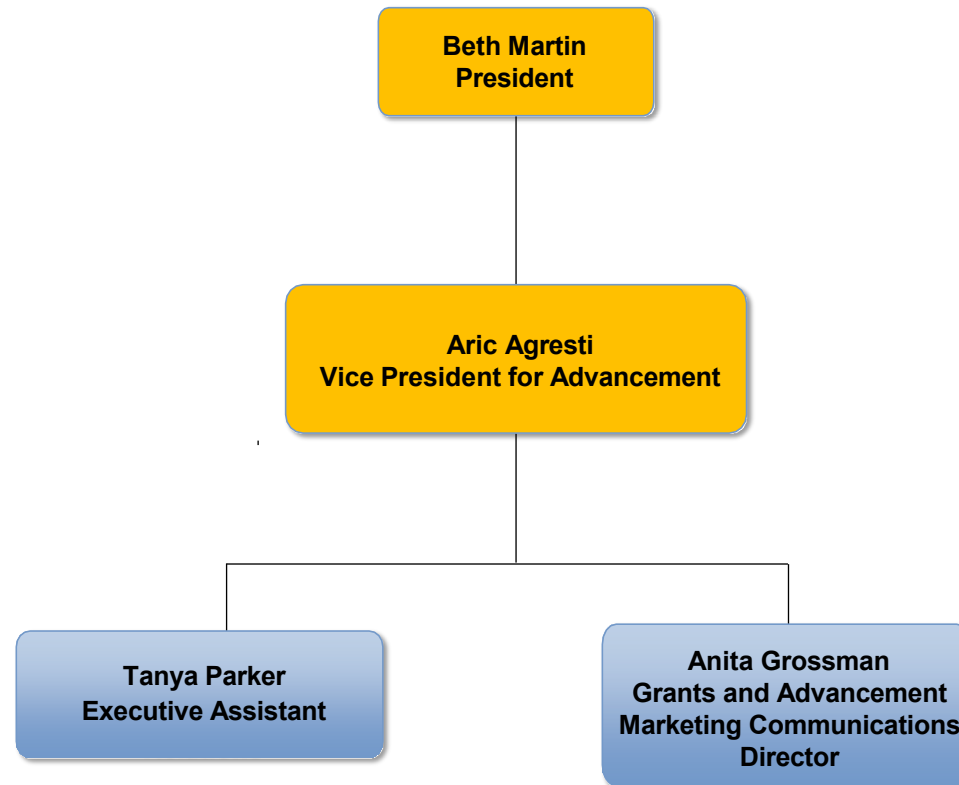 Beth Martin
President
Aric Agresti
Vice President for Advancement
Tanya Parker
Executive Assistant
Anita Grossman
Grants and Advancement
Marketing Communications
Director